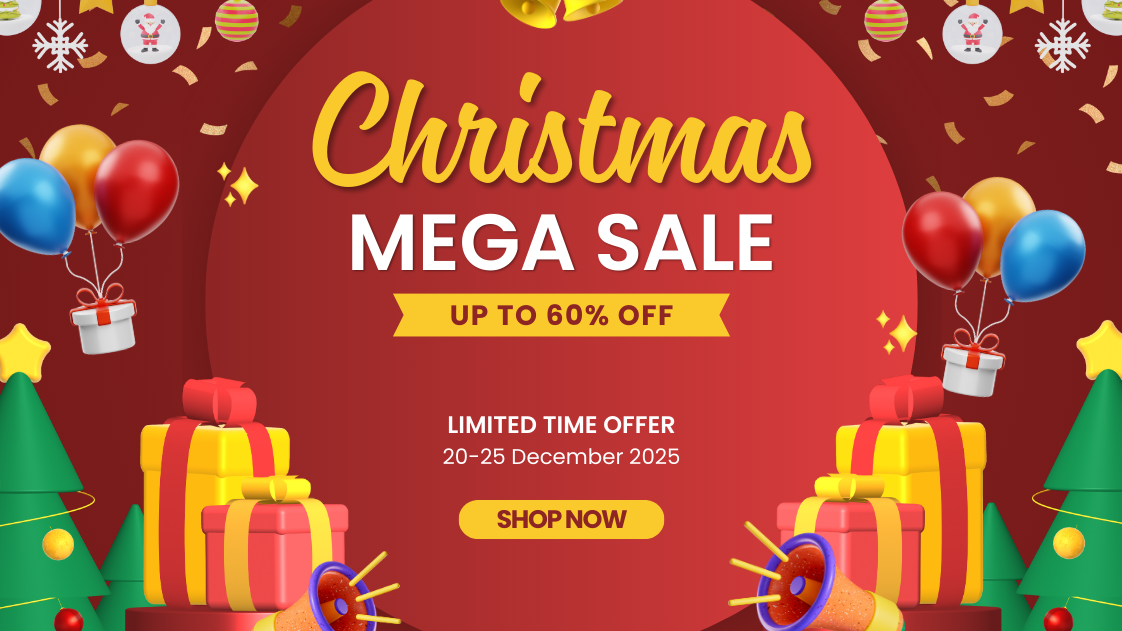 Christmas
MEGA SALE
UP TO 60% OFF
LIMITED TIME OFFER
20-25 December 2025
SHOP NOW